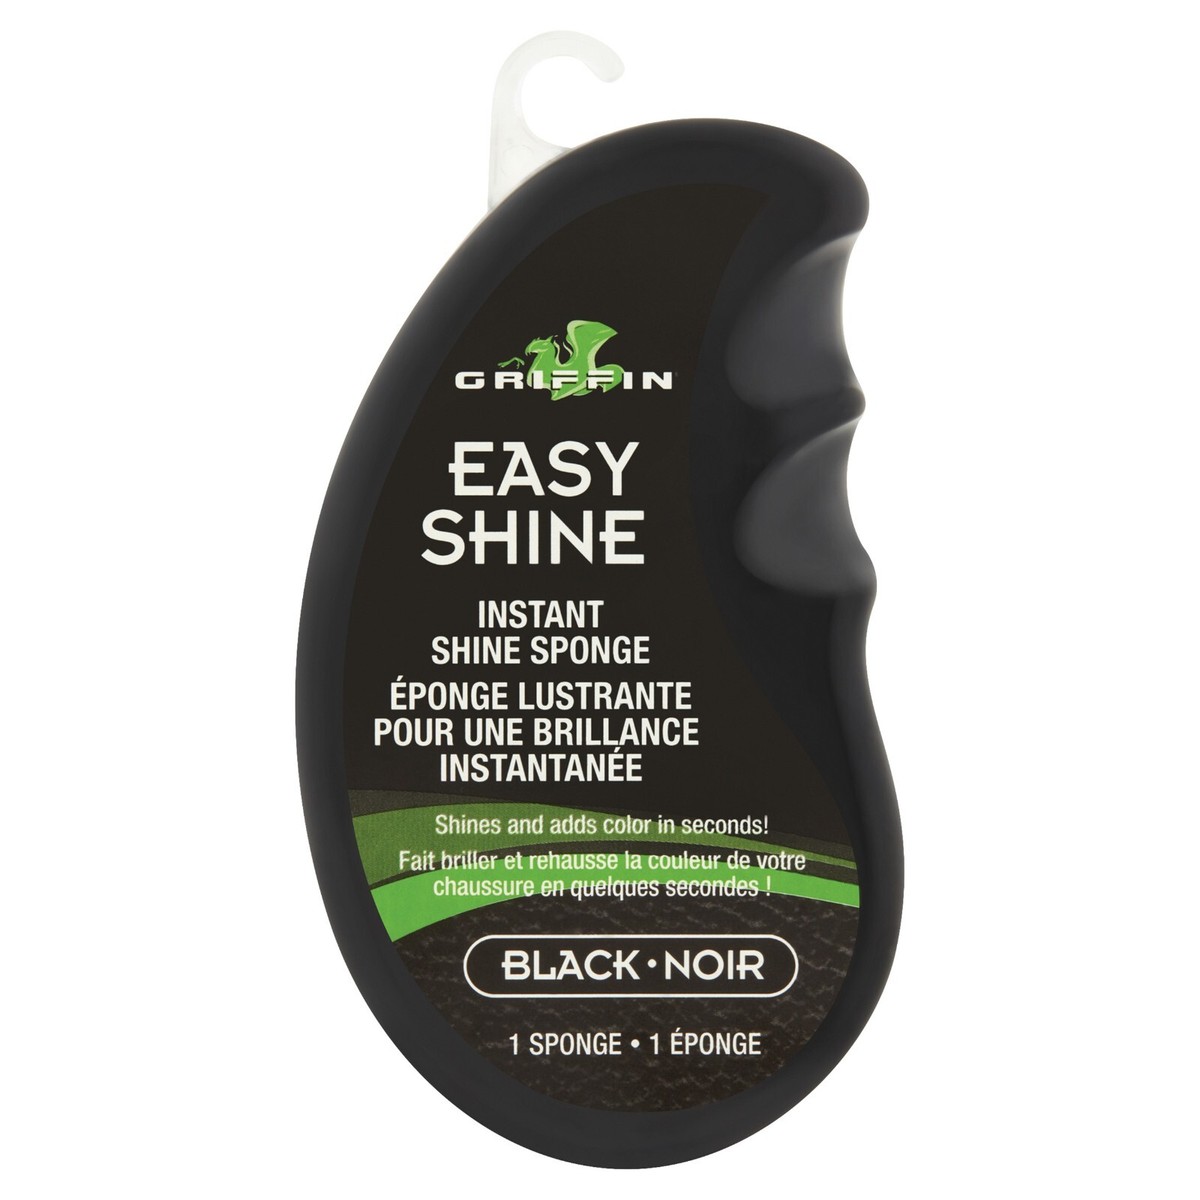 GRIFFIN
EASY
SHINE
INSTANT
SHINE SPONGE
ÉPONGE LUSTRANTE
POUR UNE BRILLANCE
INSTANTANÉE
Shines and adds color in seconds!
Fait briller et rehausse la couleur de votre
chaussure en quelques secondes !
BLACK • NOIR
1 SPONGE • 1 ÉPONGE